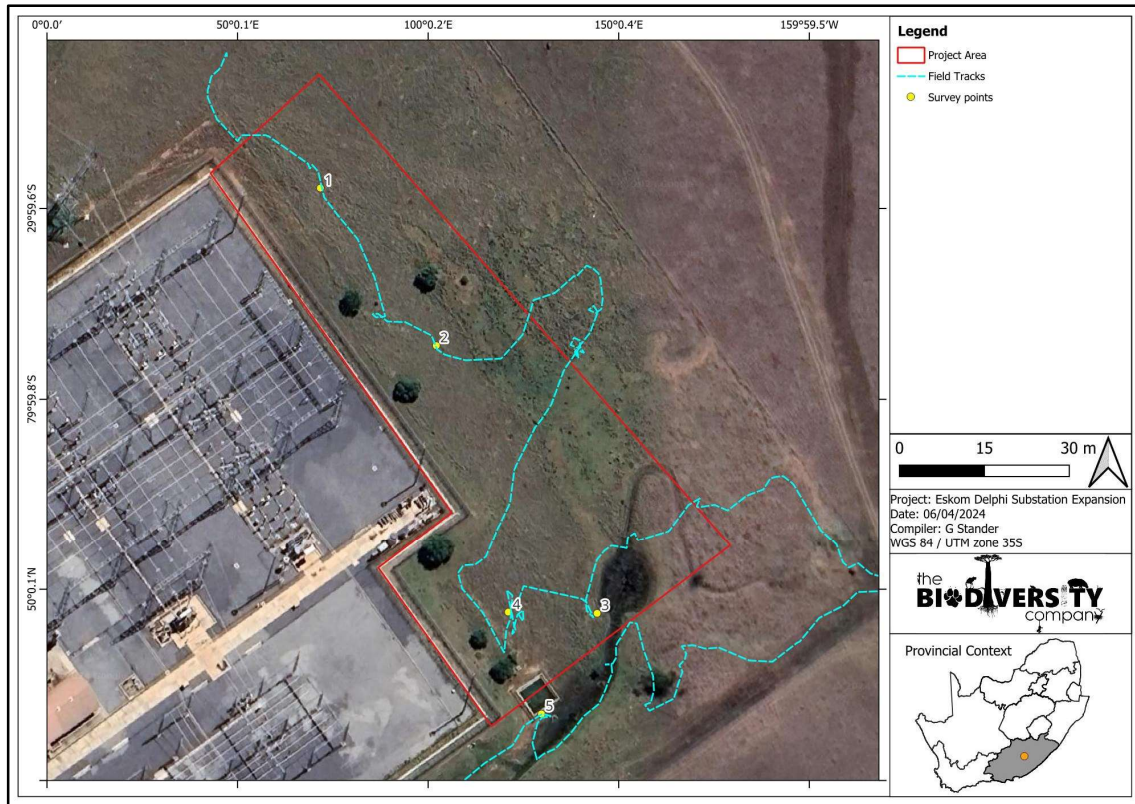 0°0.0′
50°0.1′E
100°0.2′E
150°0.4′E
159°59.5′W
29°59.6′S
79°59.8′S
50°0.1′N
1
2
3
4
5
Legend
Project Area
Field Tracks
Survey points
0 15 30 m
Project: Eskom Delphi Substation Expansion
Date: 06/04/2024
Compiler: G Stander
WGS 84 / UTM zone 35S
the
BIODIVERSITY
company
Provincial Context